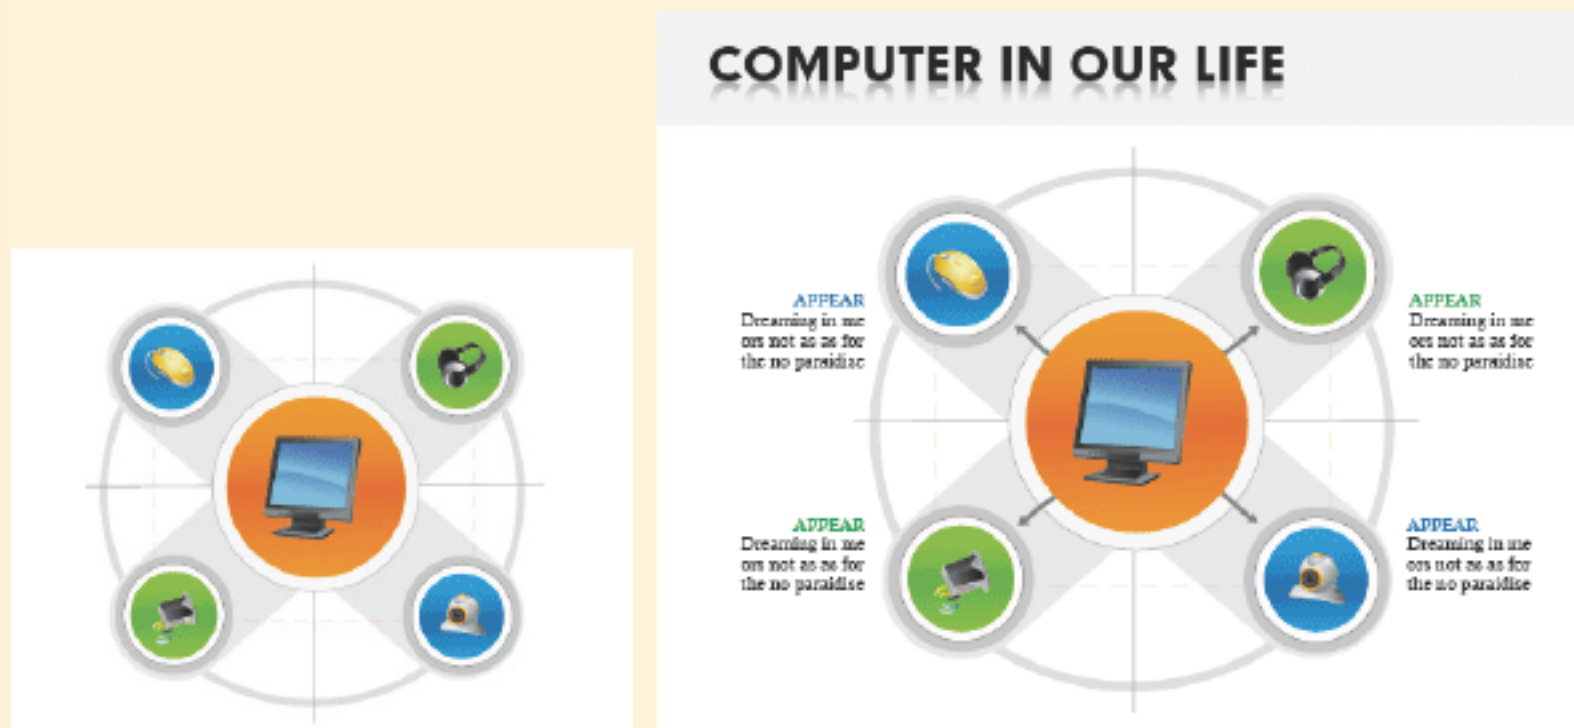 COMPUTER IN OUR LIFE
APPEAR
Dreaming in me
ors not as as for
the no paraidise
APPEAR
Dreaming in me
ors not as as for
the no paraidise
APPEAR
Dreaming in me
ors not as as for
the no paraidise
APPEAR
Dreaming in me
ors not as as for
the no paraidise